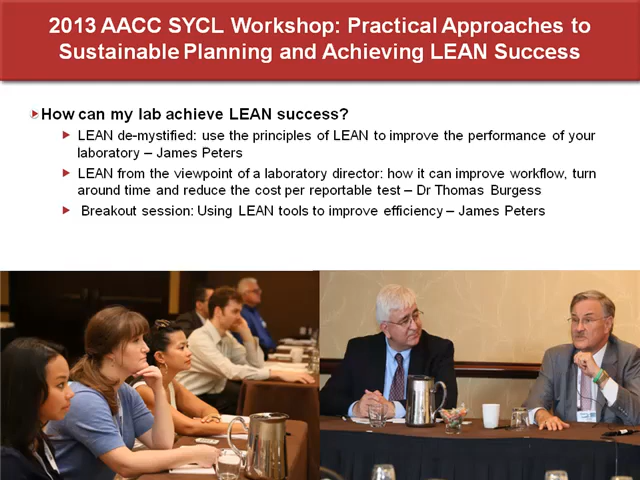 2013 AACC SYCL Workshop: Practical Approaches to
Sustainable Planning and Achieving LEAN Success
How can my lab achieve LEAN success?
LEAN de-mystified: use the principles of LEAN to improve the performance of your
laboratory – James Peters
LEAN from the viewpoint of a laboratory director: how it can improve workflow, turn
around time and reduce the cost per reportable test – Dr Thomas Burgess
Breakout session: Using LEAN tools to improve efficiency – James Peters